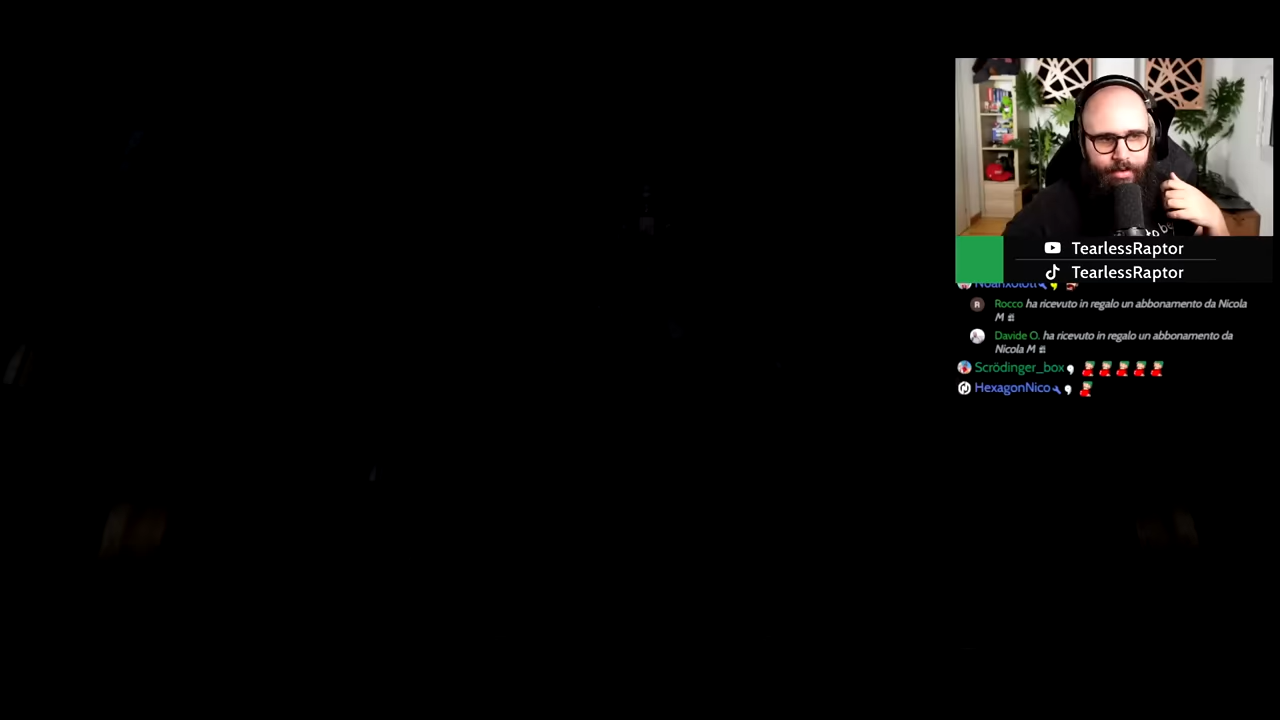 TearlessRaptor
TearlessRaptor
Rocco ha ricevuto in regalo un abbonamento da Nicola
M
Davide O. ha ricevuto in regalo un abbonamento da
Nicola M
Scrödinger_box
HexagonNico